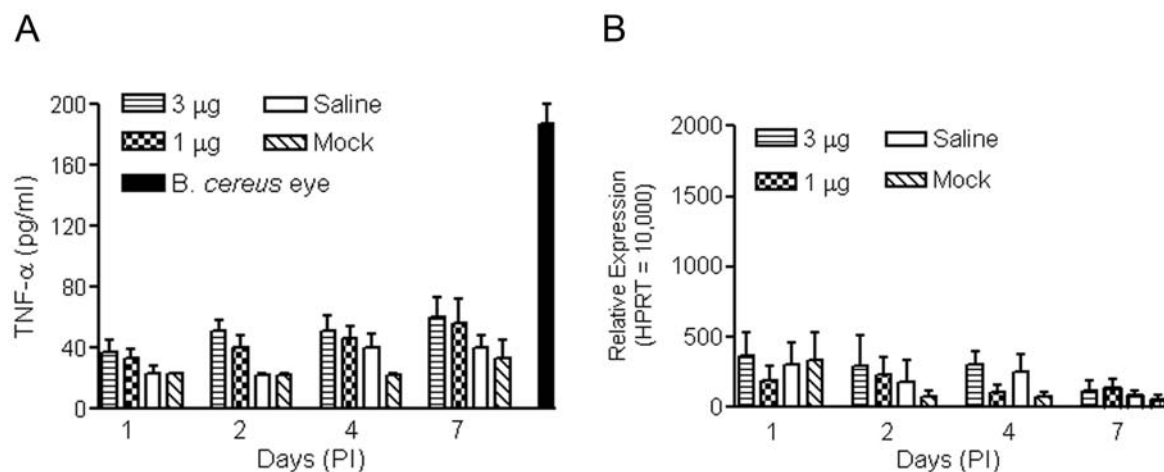 A
TNF-α (pg/ml)
200
160
120
80
40
0
3 µg
Saline
1 µg
Mock
B. cereus eye
1 2 4 7
Days (PI)
B
Relative Expression
(HPRT = 10,000)
2000
1500
1000
500
0
3 µg
Saline
1 µg
Mock
1 2 4 7
Days (PI)